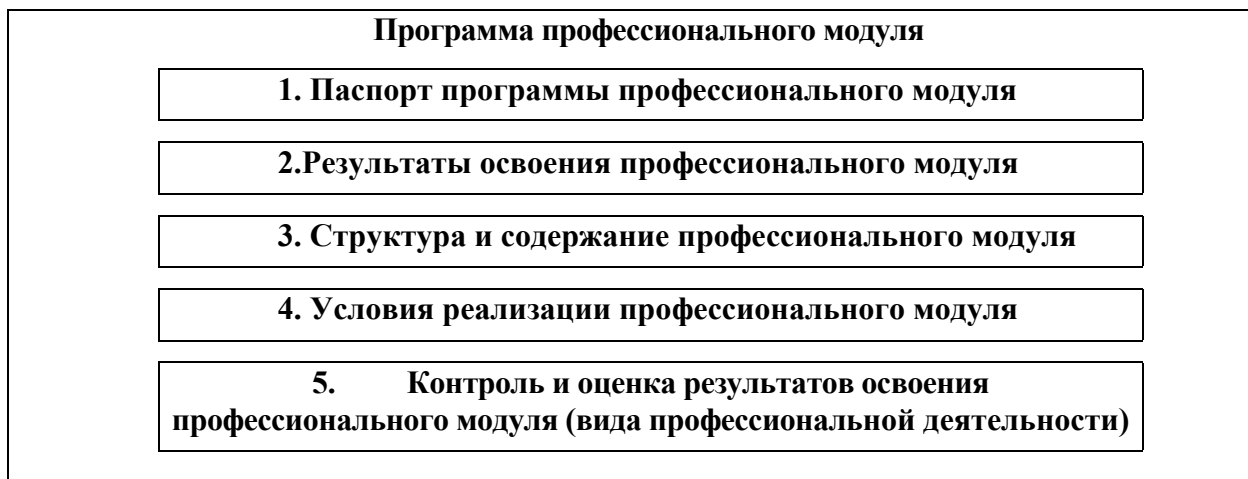 Программа профессионального модуля
1. Паспорт программы профессионального модуля
2.Результаты освоения профессионального модуля
3. Структура и содержание профессионального модуля
4. Условия реализации профессионального модуля
5. Контроль и оценка результатов освоения
профессионального модуля (вида профессиональной деятельности)